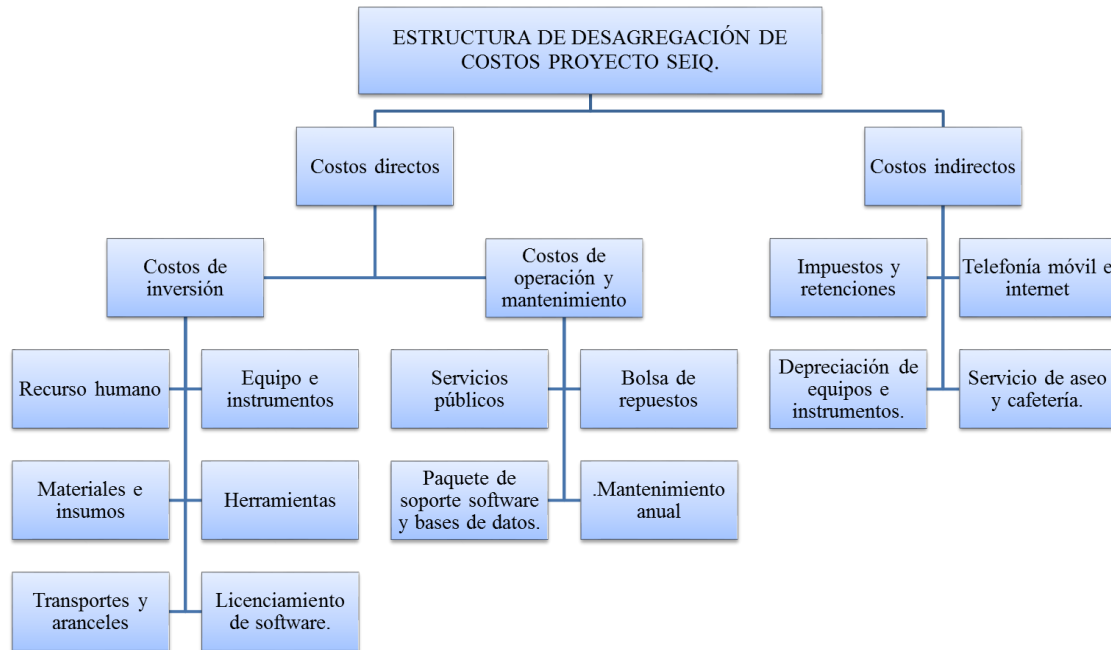 ESTRUCTURA DE DESAGREGACIÓN DE
COSTOS PROYECTO SEIQ.
Costos directos
Costos indirectos
Costos de
inversión
Costos de
operación y
mantenimiento
Impuestos y
retenciones
Telefonía móvil e
internet
Recurso humano
Equipo e
instrumentos
Servicios
públicos
Bolsa de
repuestos
Depreciación de
equipos e
instrumentos.
Servicio de aseo
y cafetería.
Materiales e
insumos
Herramientas
Paquete de
soporte software
y bases de datos.
.Mantenimiento
anual
Transportes y
aranceles
Licenciamiento
de software.